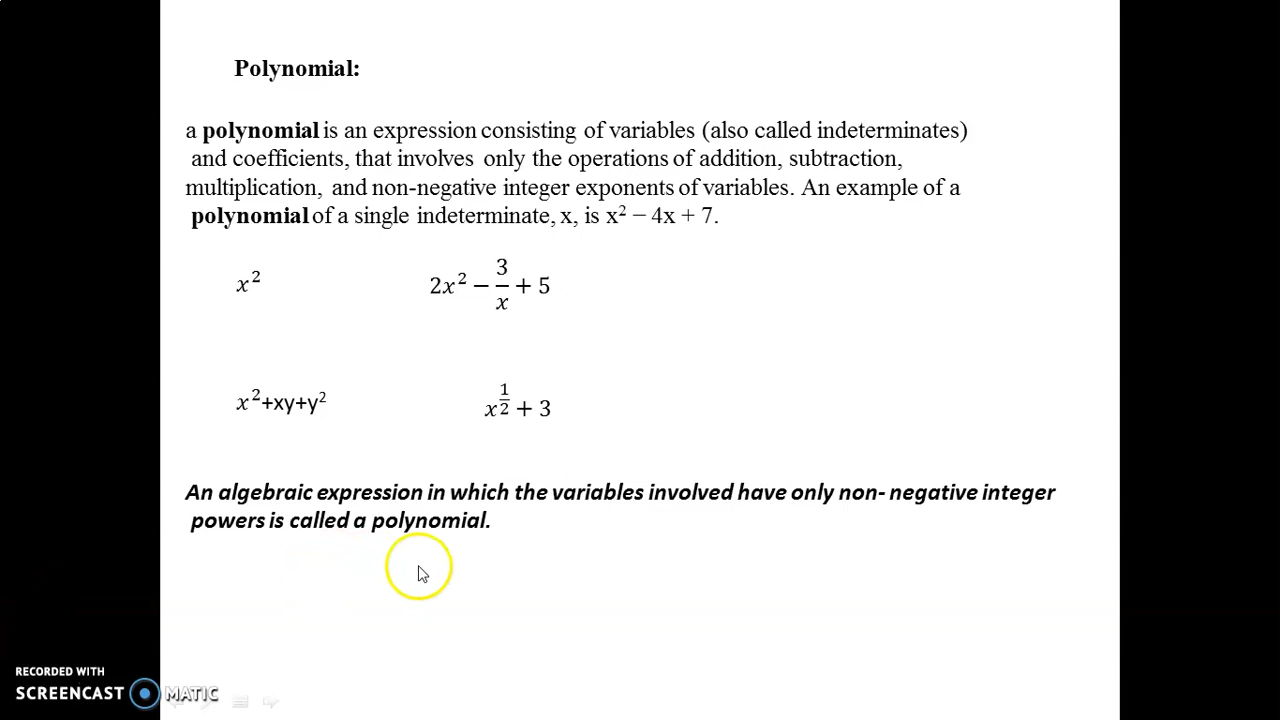 Polynomial:
a polynomial is an expression consisting of variables (also called indeterminates)
and coefficients, that involves only the operations of addition, subtraction,
multiplication, and non-negative integer exponents of variables. An example of a
polynomial of a single indeterminate, x, is x² − 4x + 7.
x² 2x² − 3/x + 5
x²+xy+y² x^(1/2) + 3
An algebraic expression in which the variables involved have only non- negative integer
powers is called a polynomial.
RECORDED WITH
SCREENCAST MATIC